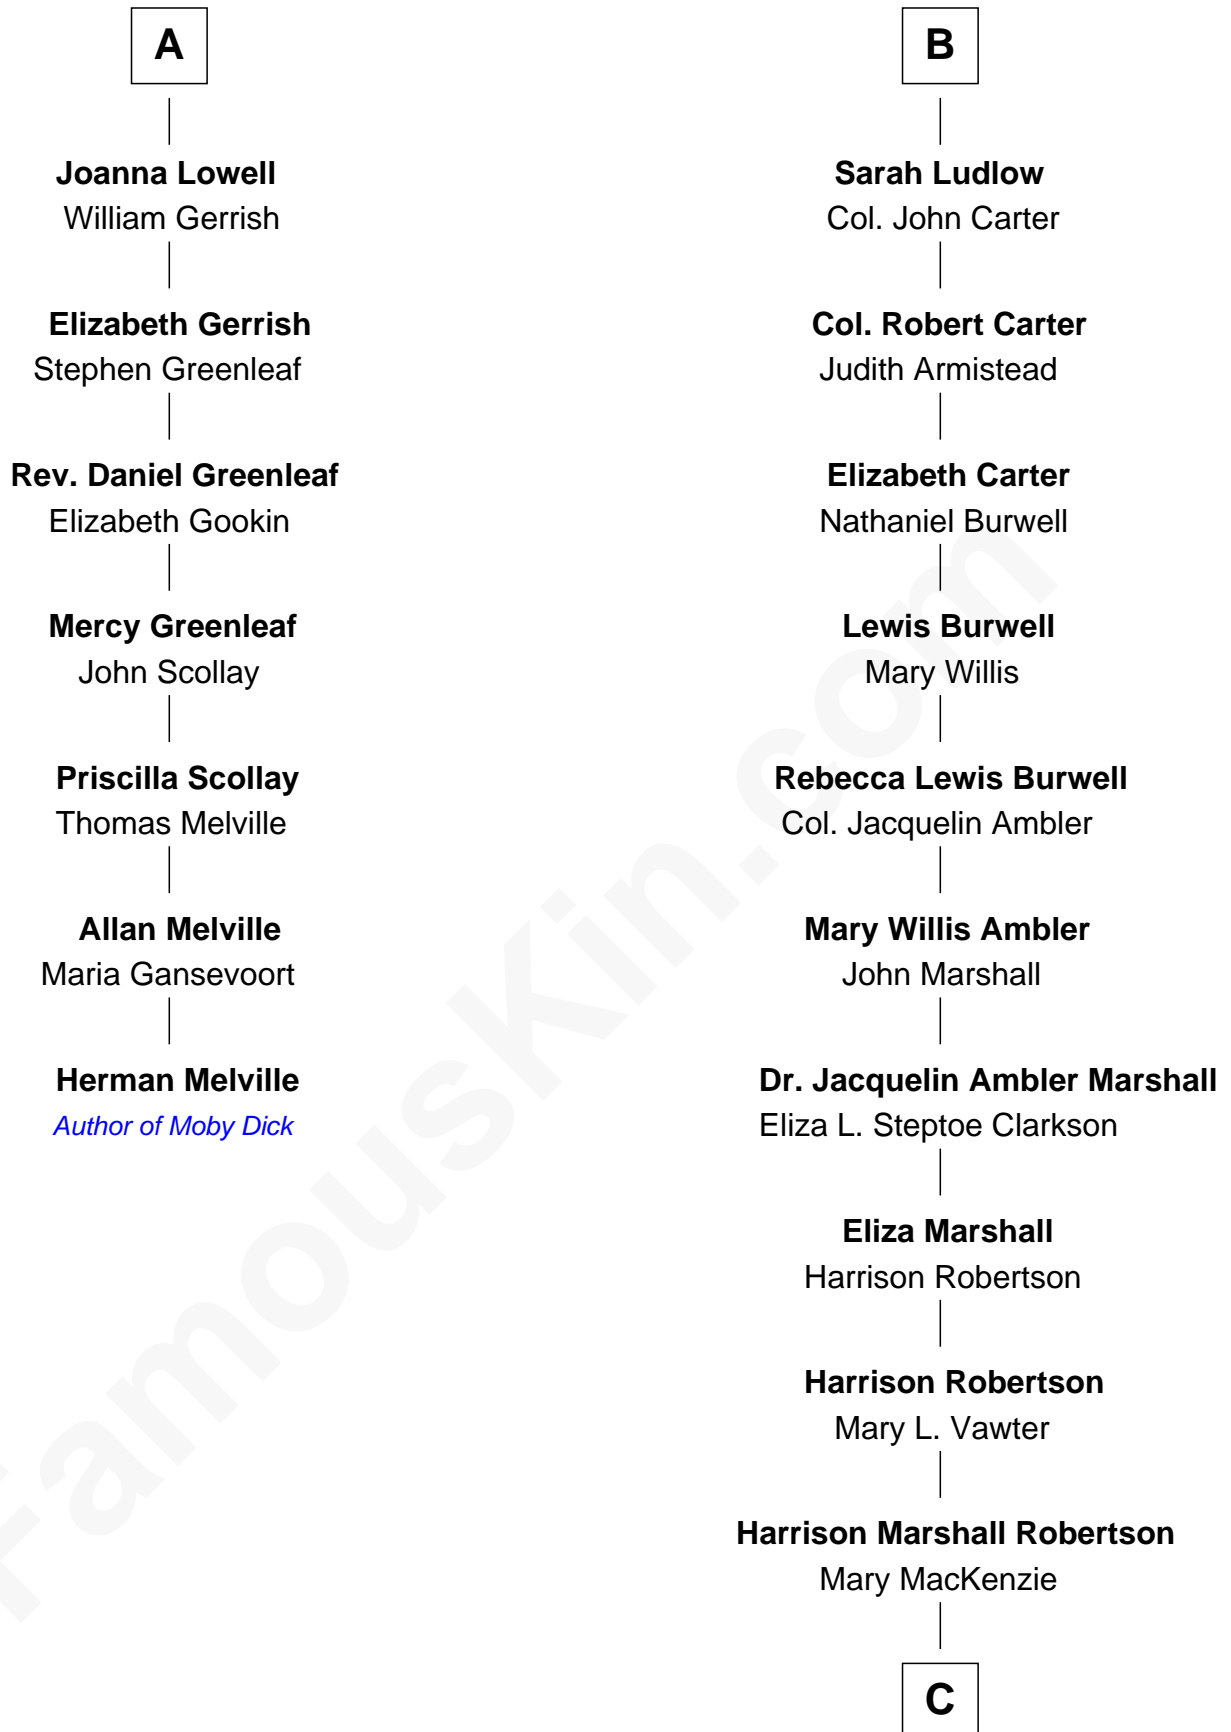 A
Joanna Lowell
William Gerrish
Elizabeth Gerrish
Stephen Greenleaf
Rev. Daniel Greenleaf
Elizabeth Gookin
Mercy Greenleaf
John Scollay
Priscilla Scollay
Thomas Melville
Allan Melville
Maria Gansevoort
Herman Melville
Author of Moby Dick
B
Sarah Ludlow
Col. John Carter
Col. Robert Carter
Judith Armistead
Elizabeth Carter
Nathaniel Burwell
Lewis Burwell
Mary Willis
Rebecca Lewis Burwell
Col. Jacquelin Ambler
Mary Willis Ambler
John Marshall
Dr. Jacquelin Ambler Marshall
Eliza L. Steptoe Clarkson
Eliza Marshall
Harrison Robertson
Harrison Robertson
Mary L. Vawter
Harrison Marshall Robertson
Mary MacKenzie
C
FamousKin.com